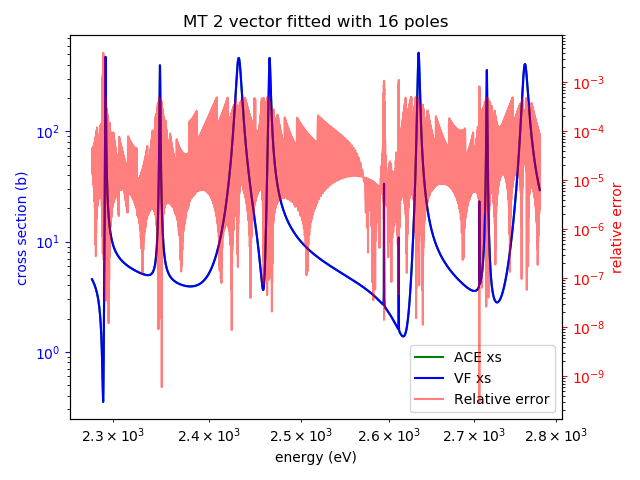 MT 2 vector fitted with 16 poles
cross section (b)
10²
10¹
10⁰
10⁻³
10⁻⁴
10⁻⁵
10⁻⁶
10⁻⁷
10⁻⁸
10⁻⁹
relative error
ACE xs
VF xs
Relative error
2.3 × 10³ 2.4 × 10³ 2.5 × 10³ 2.6 × 10³ 2.7 × 10³ 2.8 × 10³
energy (eV)